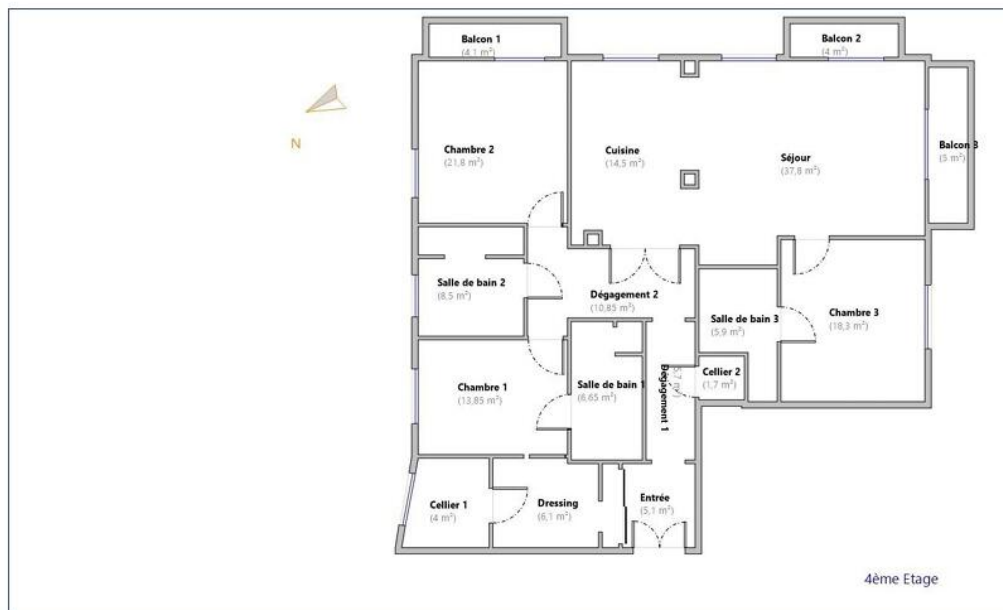 Balcon 1
(4,1 m²)
Balcon 2
(4 m²)
N
Chambre 2
(21,8 m²)
Cuisine
(14,5 m²)
Séjour
(37,8 m²)
Balcon 3
(5 m²)
Salle de bain 2
(8,5 m²)
Dégagement 2
(10,85 m²)
Salle de bain 3
(5,9 m²)
Chambre 3
(18,3 m²)
Chambre 1
(13,85 m²)
Salle de bain 1
(6,65 m²)
Dégagement 1
(5,7 m²)
Cellier 2
(1,7 m²)
Cellier 1
(4 m²)
Dressing
(6,1 m²)
Entrée
(5,1 m²)
4ème Etage